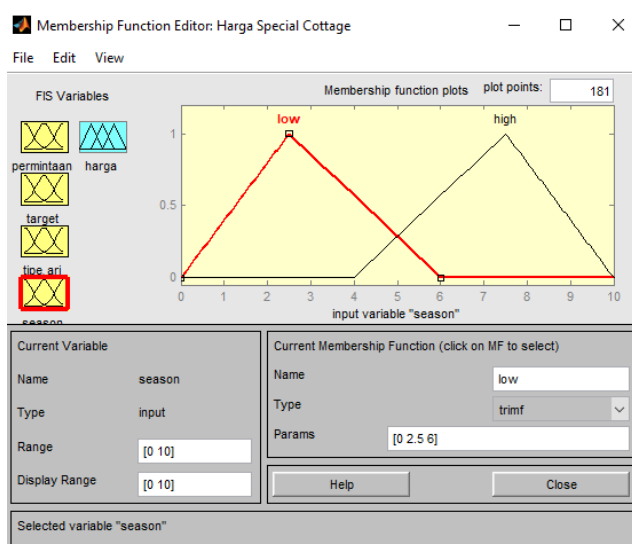 Membership Function Editor: Harga Special Cottage
File Edit View
FIS Variables
Membership function plots plot points: 181
permintaan harga
target
tipe ari
season
low high
1
0.5
0
0 1 2 3 4 5 6 7 8 9 10
input variable "season"
Current Variable
Name season
Type input
Range [0 10]
Display Range [0 10]
Current Membership Function (click on MF to select)
Name low
Type trimf
Params [0 2.5 6]
Help Close
Selected variable "season"